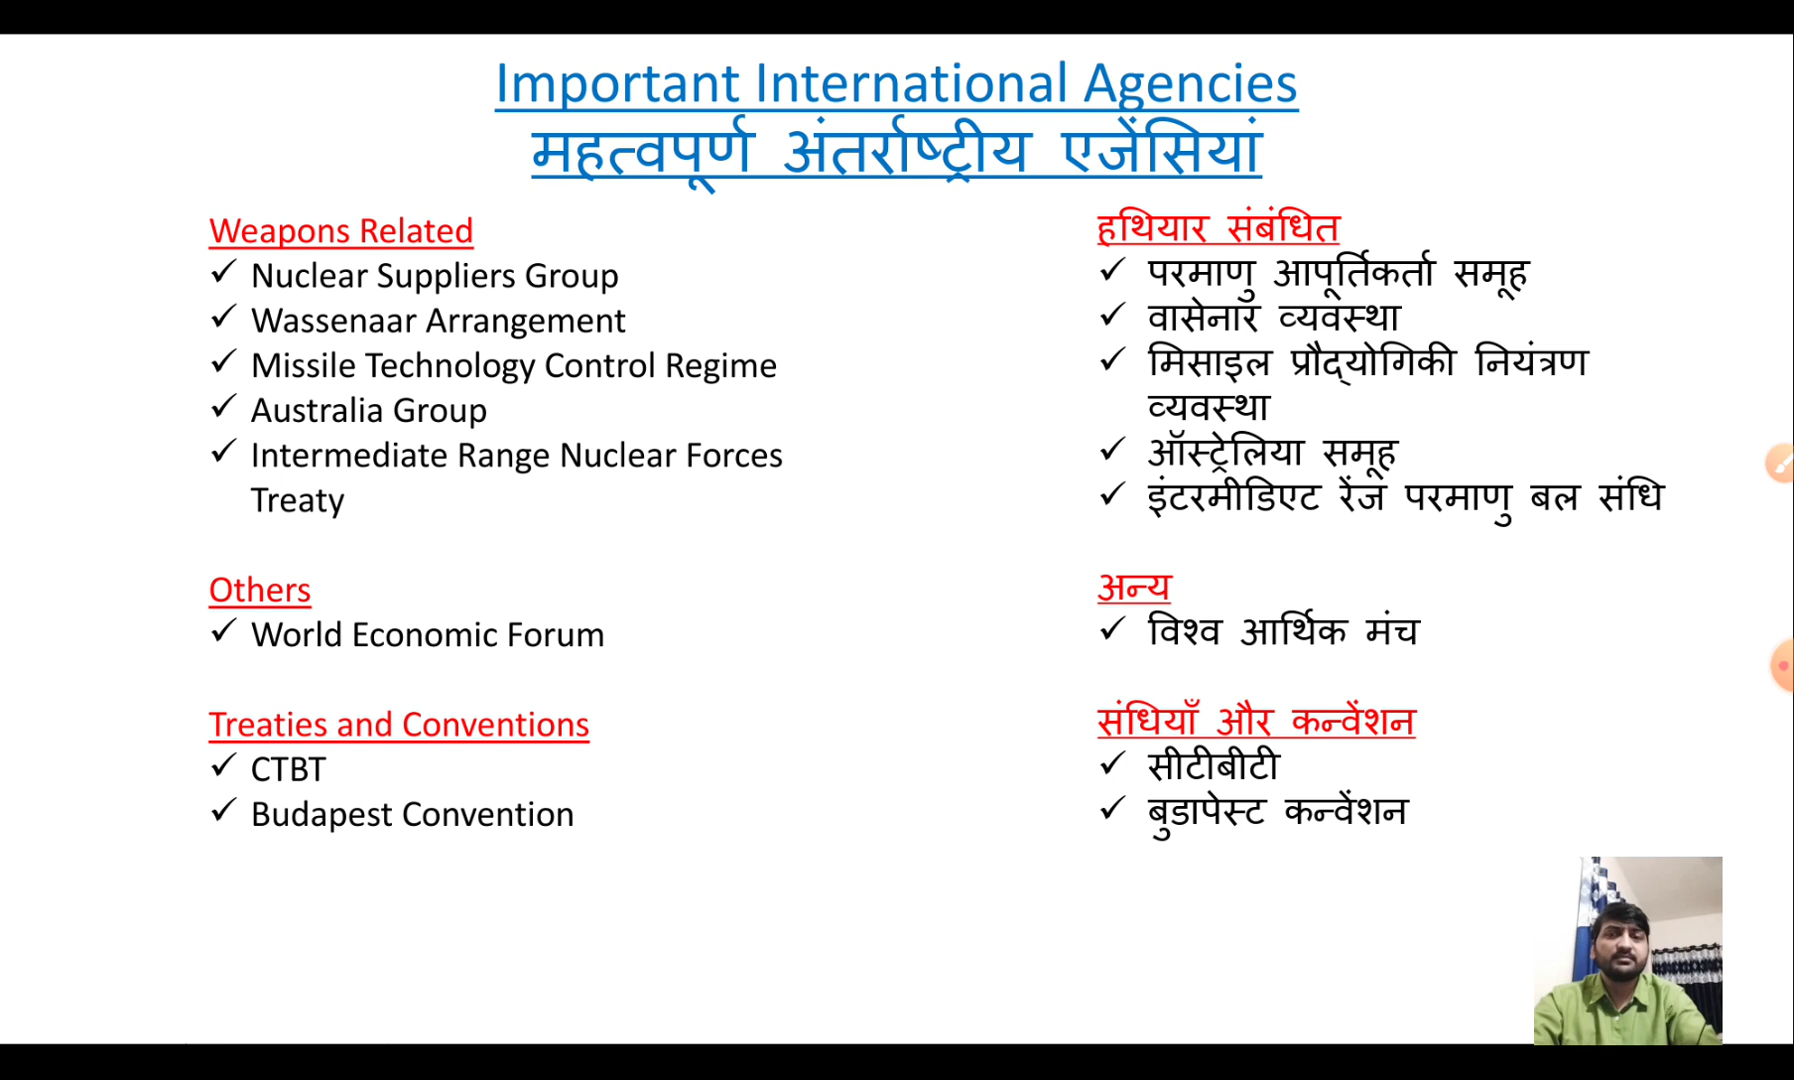 Important International Agencies
महत्वपूर्ण अंतर्राष्ट्रीय एजेंसियां
Weapons Related
✓ Nuclear Suppliers Group
✓ Wassenaar Arrangement
✓ Missile Technology Control Regime
✓ Australia Group
✓ Intermediate Range Nuclear Forces
Treaty
Others
✓ World Economic Forum
Treaties and Conventions
✓ CTBT
✓ Budapest Convention
हथियार संबंधित
✓ परमाणु आपूर्तिकर्ता समूह
✓ वासेनार व्यवस्था
✓ मिसाइल प्रौद्योगिकी नियंत्रण
व्यवस्था
✓ ऑस्ट्रेलिया समूह
✓ इंटरमीडिएट रेंज परमाणु बल संधि
अन्य
✓ विश्व आर्थिक मंच
संधियाँ और कन्वेंशन
✓ सीटीबीटी
✓ बुडापेस्ट कन्वेंशन